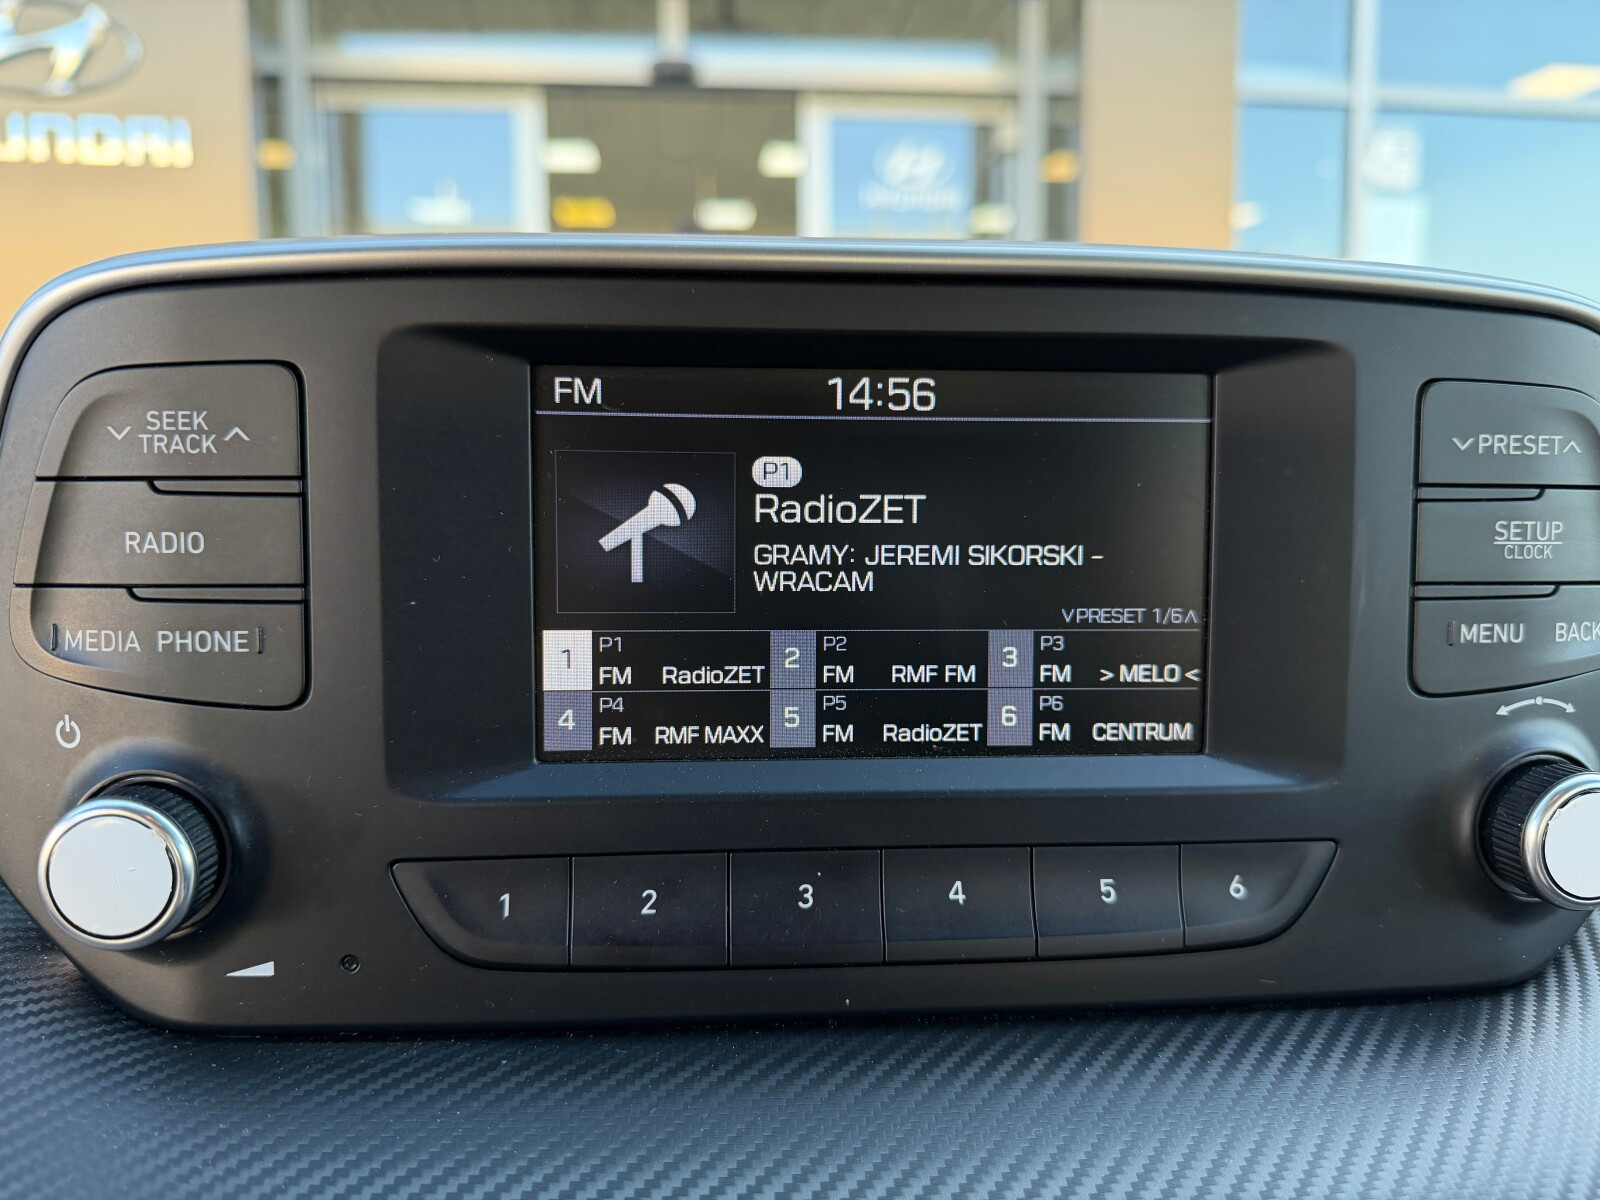 HYUNDAI
FM 14:56
P1
RadioZET
GRAMY: JEREMI SIKORSKI -
WRACAM
PRESET 1/6
1 P1 FM RadioZET
2 P2 FM RMF FM
3 P3 FM > MELO <
4 P4 FM RMF MAXX
5 P5 FM RadioZET
6 P6 FM CENTRUM
SEEK
TRACK
RADIO
MEDIA PHONE
PRESET
SETUP
CLOCK
MENU BACK
1 2 3 4 5 6